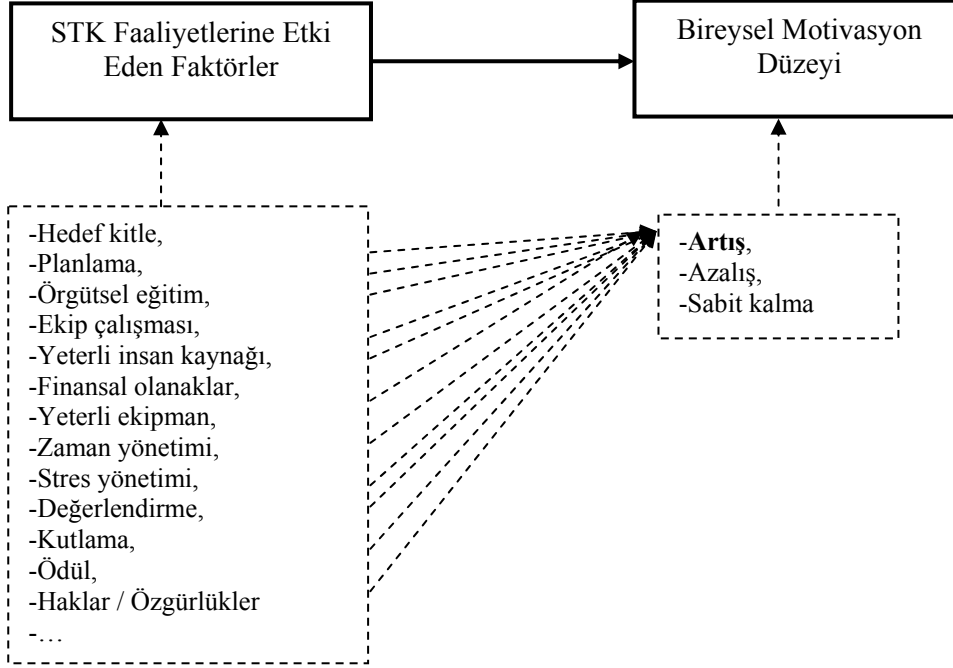 STK Faaliyetlerine Etki
Eden Faktörler
Bireysel Motivasyon
Düzeyi
-Hedef kitle,
-Planlama,
-Örgütsel eğitim,
-Ekip çalışması,
-Yeterli insan kaynağı,
-Finansal olanaklar,
-Yeterli ekipman,
-Zaman yönetimi,
-Stres yönetimi,
-Değerlendirme,
-Kutlama,
-Ödül,
-Haklar / Özgürlükler
-…
-Artış,
-Azalış,
-Sabit kalma